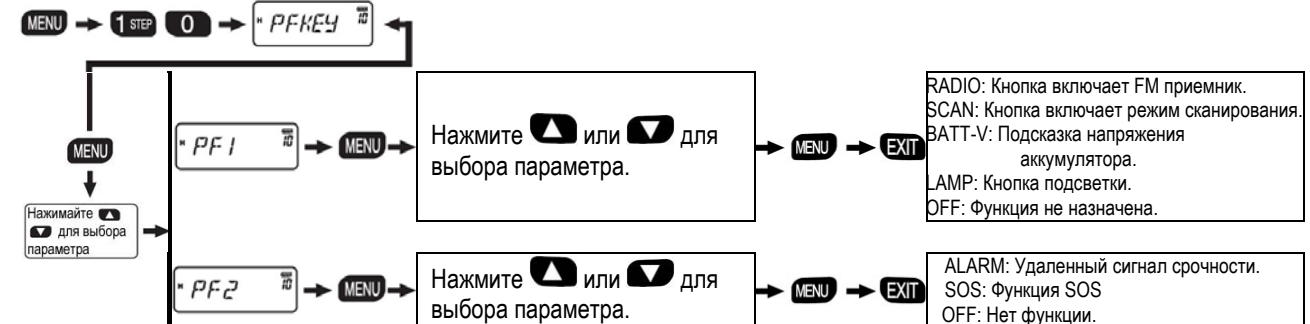 MENU 1 STEP 0 PFKEY 10
MENU
Нажимайте
для выбора
параметра
PF1 10 MENU
Нажмите или для
выбора параметра.
MENU EXIT
RADIO: Кнопка включает FM приемник.
SCAN: Кнопка включает режим сканирования.
BATT-V: Подсказка напряжения
аккумулятора.
LAMP: Кнопка подсветки.
OFF: Функция не назначена.
PF2 10 MENU
Нажмите или для
выбора параметра.
MENU EXIT
ALARM: Удаленный сигнал срочности.
SOS: Функция SOS
OFF: Нет функции.